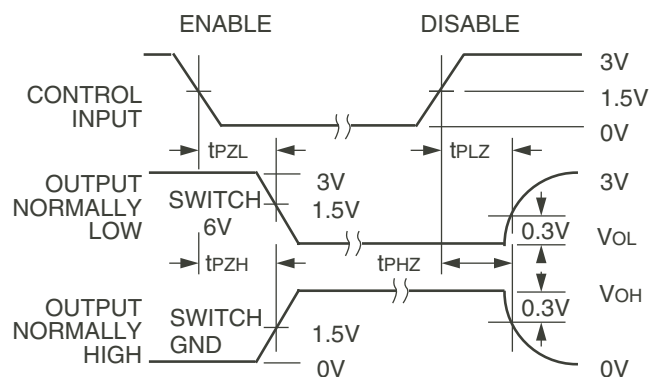 ENABLE DISABLE
3V
CONTROL INPUT 1.5V
0V
tPZL tPLZ
OUTPUT NORMALLY LOW
SWITCH 6V
3V
1.5V
3V
0.3V
VOL
tPZH tPHZ
OUTPUT NORMALLY HIGH
SWITCH GND
1.5V
0V
VOH
0.3V
0V